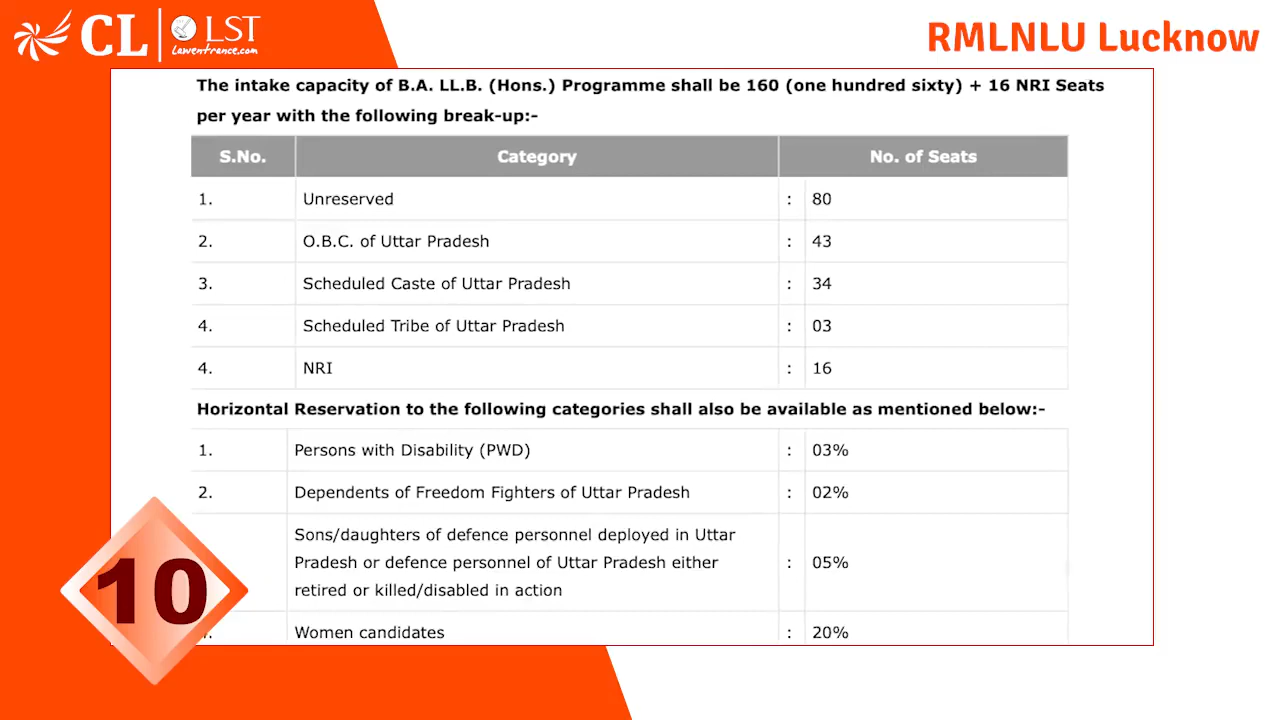 CL LST
Lawentrance.com
RMLNLU Lucknow
The intake capacity of B.A. LL.B. (Hons.) Programme shall be 160 (one hundred sixty) + 16 NRI Seats
per year with the following break-up:-
S.No. Category No. of Seats
1. Unreserved : 80
2. O.B.C. of Uttar Pradesh : 43
3. Scheduled Caste of Uttar Pradesh : 34
4. Scheduled Tribe of Uttar Pradesh : 03
4. NRI : 16
Horizontal Reservation to the following categories shall also be available as mentioned below:-
1. Persons with Disability (PWD) : 03%
2. Dependents of Freedom Fighters of Uttar Pradesh : 02%
Sons/daughters of defence personnel deployed in Uttar
Pradesh or defence personnel of Uttar Pradesh either : 05%
retired or killed/disabled in action
Women candidates : 20%
10